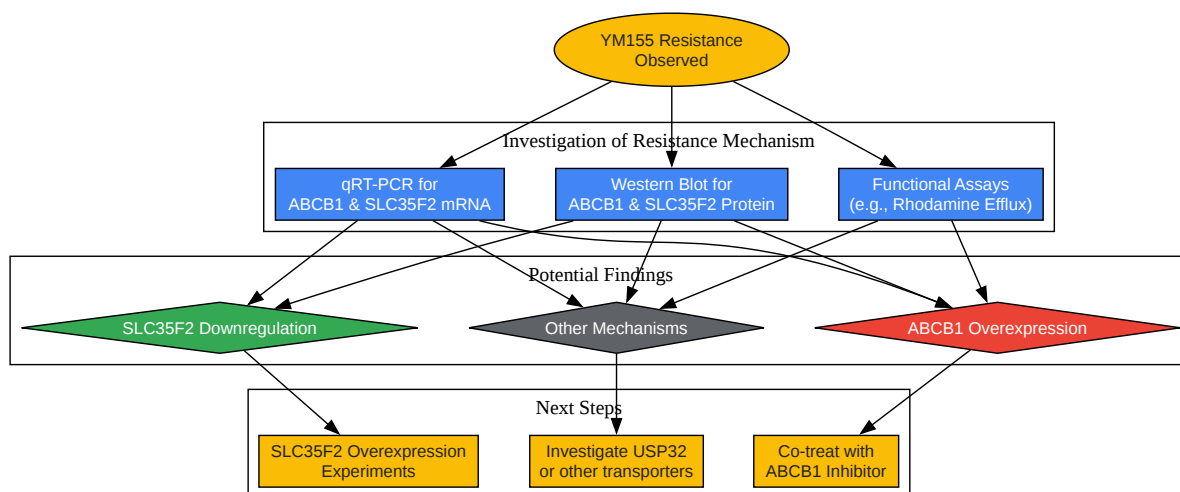 YM155 Resistance
Observed
Investigation of Resistance Mechanism
qRT-PCR for
ABCB1 & SLC35F2 mRNA
Western Blot for
ABCB1 & SLC35F2 Protein
Functional Assays
(e.g., Rhodamine Efflux)
Potential Findings
SLC35F2 Downregulation
Other Mechanisms
ABCB1 Overexpression
Next Steps
SLC35F2 Overexpression
Experiments
Investigate USP32
or other transporters
Co-treat with
ABCB1 Inhibitor